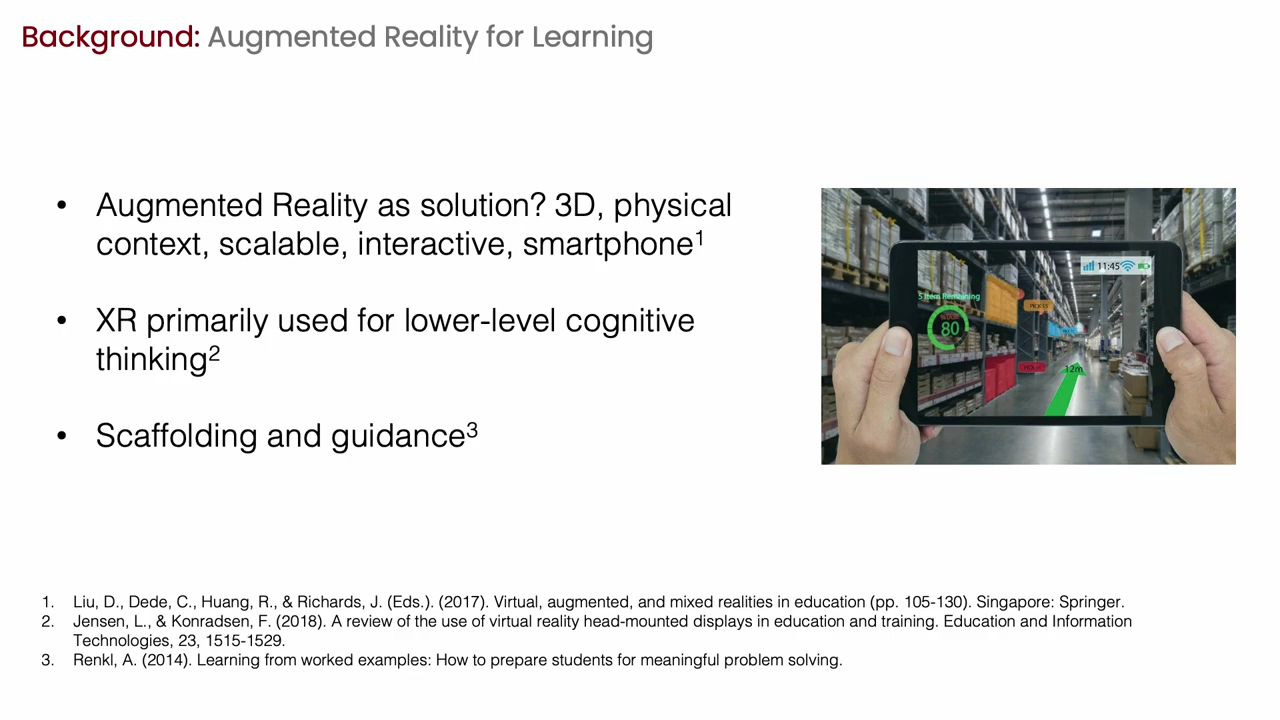 Background: Augmented Reality for Learning
• Augmented Reality as solution? 3D, physical
context, scalable, interactive, smartphone¹
• XR primarily used for lower-level cognitive
thinking²
• Scaffolding and guidance³
11:45
5 Item Remaining
80
12m
1. Liu, D., Dede, C., Huang, R., & Richards, J. (Eds.). (2017). Virtual, augmented, and mixed realities in education (pp. 105-130). Singapore: Springer.
2. Jensen, L., & Konradsen, F. (2018). A review of the use of virtual reality head-mounted displays in education and training. Education and Information
Technologies, 23, 1515-1529.
3. Renkl, A. (2014). Learning from worked examples: How to prepare students for meaningful problem solving.